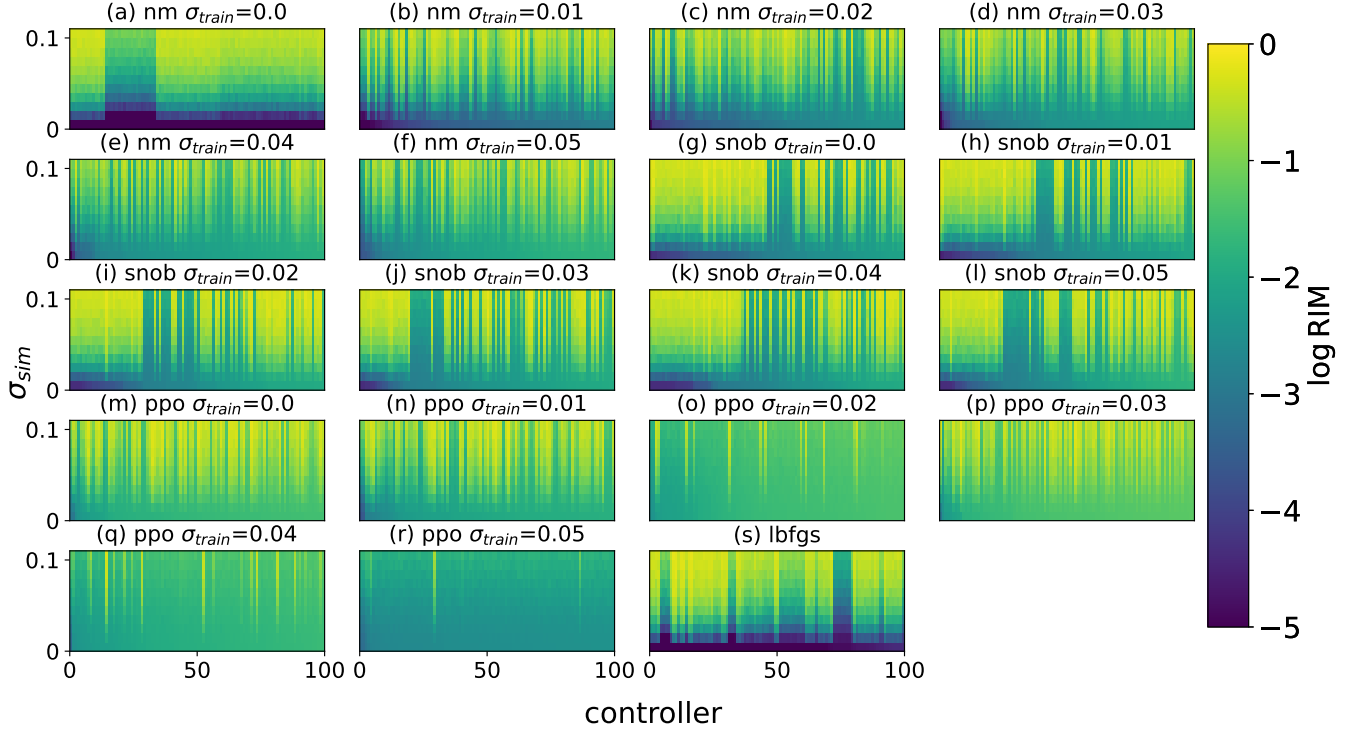 (a) nm σtrain=0.0
(b) nm σtrain=0.01
(c) nm σtrain=0.02
(d) nm σtrain=0.03
0.1
0
0
−1
−2
−3
−4
−5
log RIM
(e) nm σtrain=0.04
(f) nm σtrain=0.05
(g) snob σtrain=0.0
(h) snob σtrain=0.01
0.1
0
(i) snob σtrain=0.02
(j) snob σtrain=0.03
(k) snob σtrain=0.04
(l) snob σtrain=0.05
0.1
0
σsim
(m) ppo σtrain=0.0
(n) ppo σtrain=0.01
(o) ppo σtrain=0.02
(p) ppo σtrain=0.03
0.1
0
(q) ppo σtrain=0.04
(r) ppo σtrain=0.05
(s) lbfgs
0.1
0
0 50 100
0 50 100
0 50 100
controller